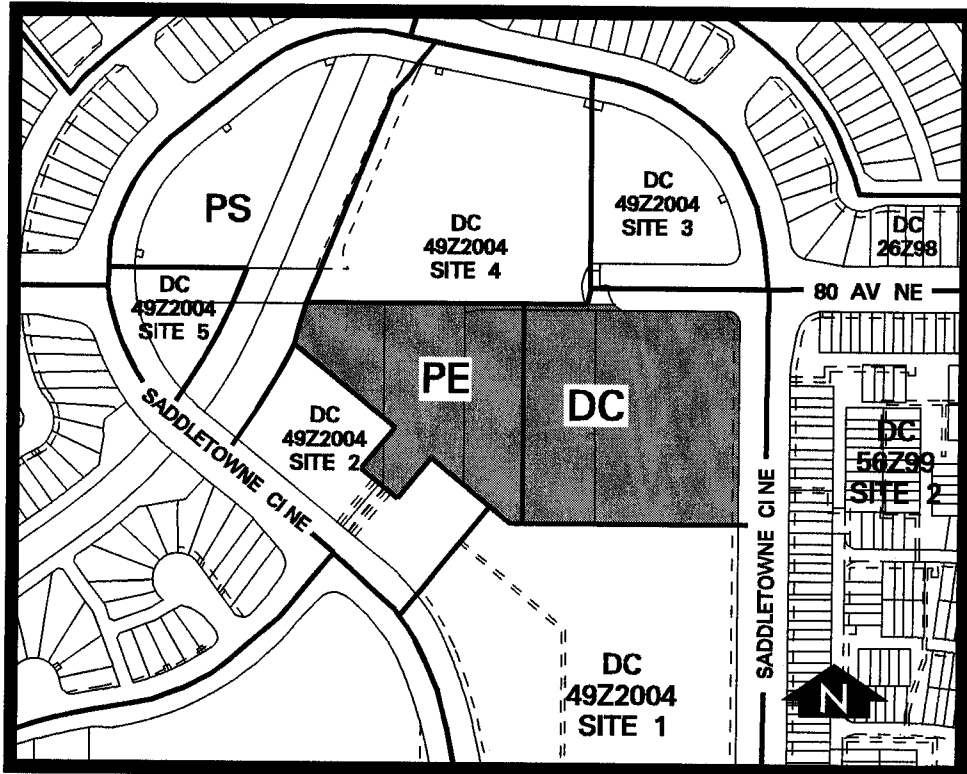 PS
DC
49Z2004
SITE 4
DC
49Z2004
SITE 3
DC
26Z98
DC
49Z2004
SITE 5
80 AV NE
PE
DC
DC
49Z2004
SITE 2
SADDLETOWNE CI NE
DC
56Z99
SITE 2
SADDLETOWNE CI NE
DC
49Z2004
SITE 1
N